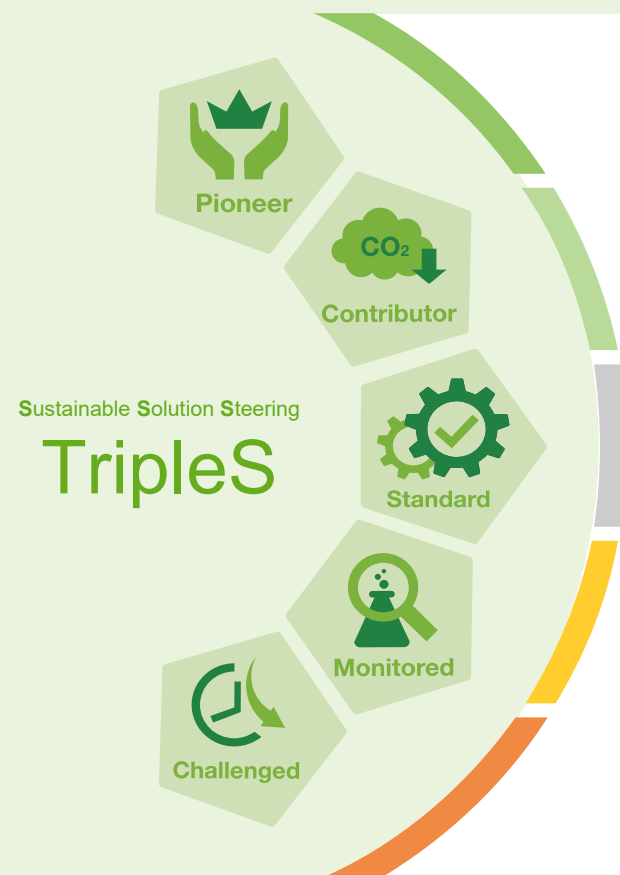 Pioneer
CO₂
Contributor
Sustainable Solution Steering
TripleS
Standard
Monitored
Challenged